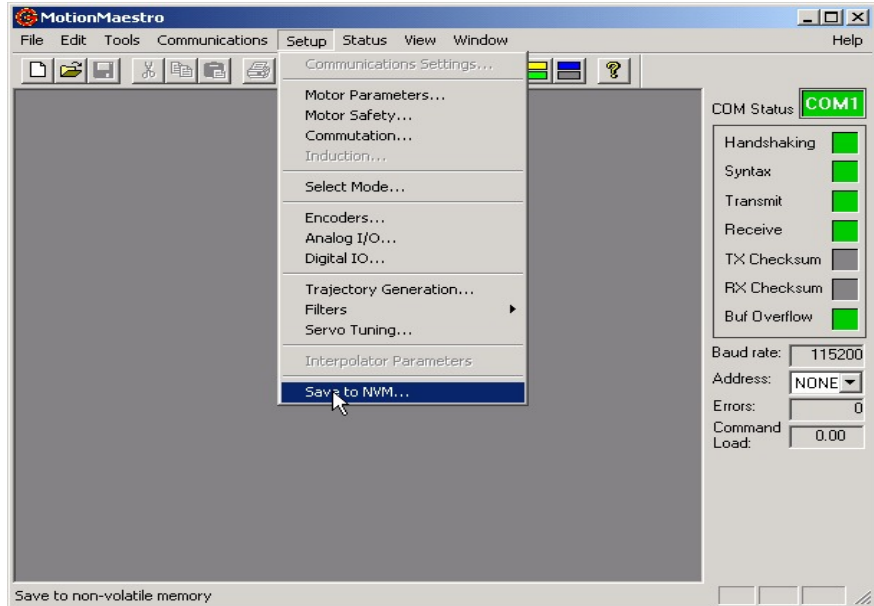 MotionMaestro
File Edit Tools Communications Setup Status View Window Help
Communications Settings...
Motor Parameters...
Motor Safety...
Commutation...
Induction...
Select Mode...
Encoders...
Analog I/O...
Digital IO...
Trajectory Generation...
Filters
Servo Tuning...
Interpolator Parameters
Save to NVM...
COM Status COM1
Handshaking
Syntax
Transmit
Receive
TX Checksum
RX Checksum
Buf Overflow
Baud rate: 115200
Address: NONE
Errors: 0
Command
Load: 0.00
Save to non-volatile memory